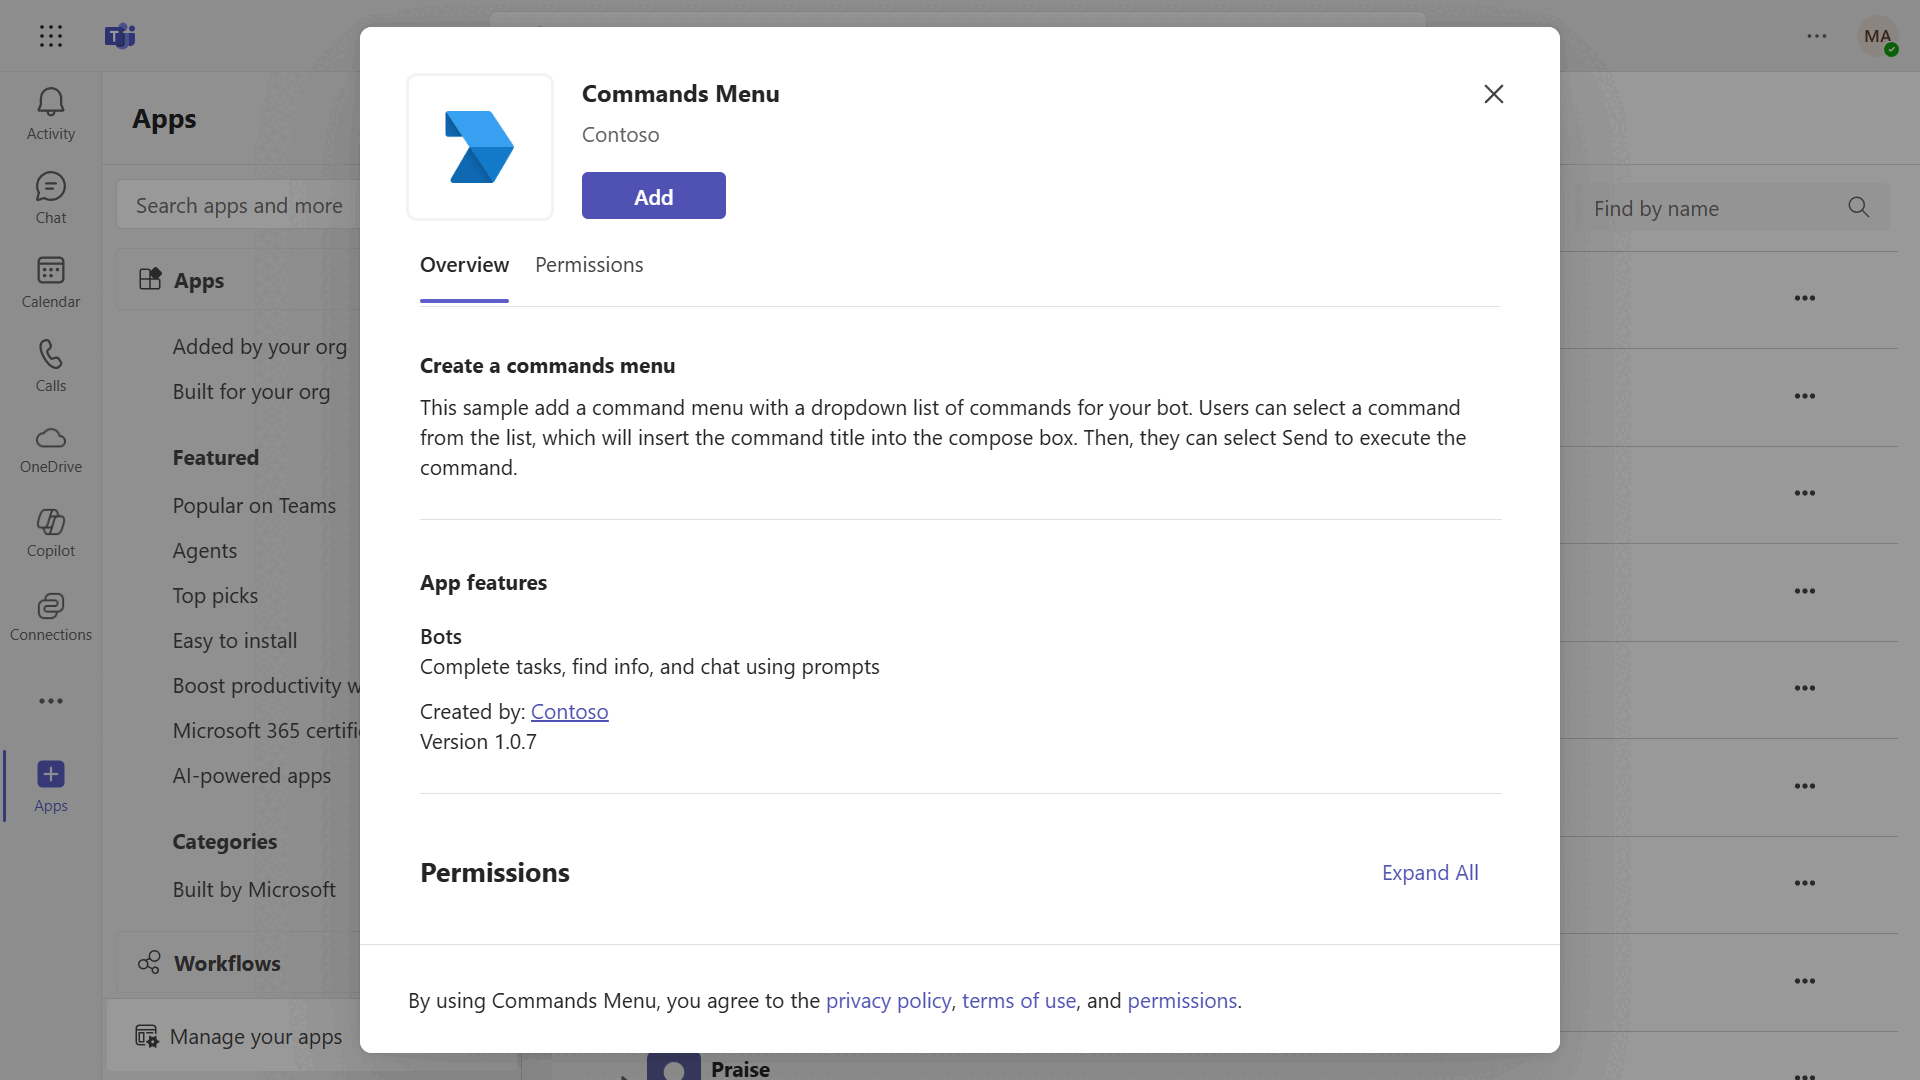 MA
Activity
Chat
Calendar
Calls
OneDrive
Copilot
Connections
Apps
Apps
Search apps and more
Apps
Added by your org
Built for your org
Featured
Popular on Teams
Agents
Top picks
Easy to install
Boost productivity w
Microsoft 365 certific
AI-powered apps
Categories
Built by Microsoft
Workflows
Manage your apps
Commands Menu
Contoso
Add
Overview
Permissions
Create a commands menu
This sample add a command menu with a dropdown list of commands for your bot. Users can select a command
from the list, which will insert the command title into the compose box. Then, they can select Send to execute the
command.
App features
Bots
Complete tasks, find info, and chat using prompts
Created by: Contoso
Version 1.0.7
Permissions
Expand All
By using Commands Menu, you agree to the privacy policy, terms of use, and permissions.
Find by name
Praise